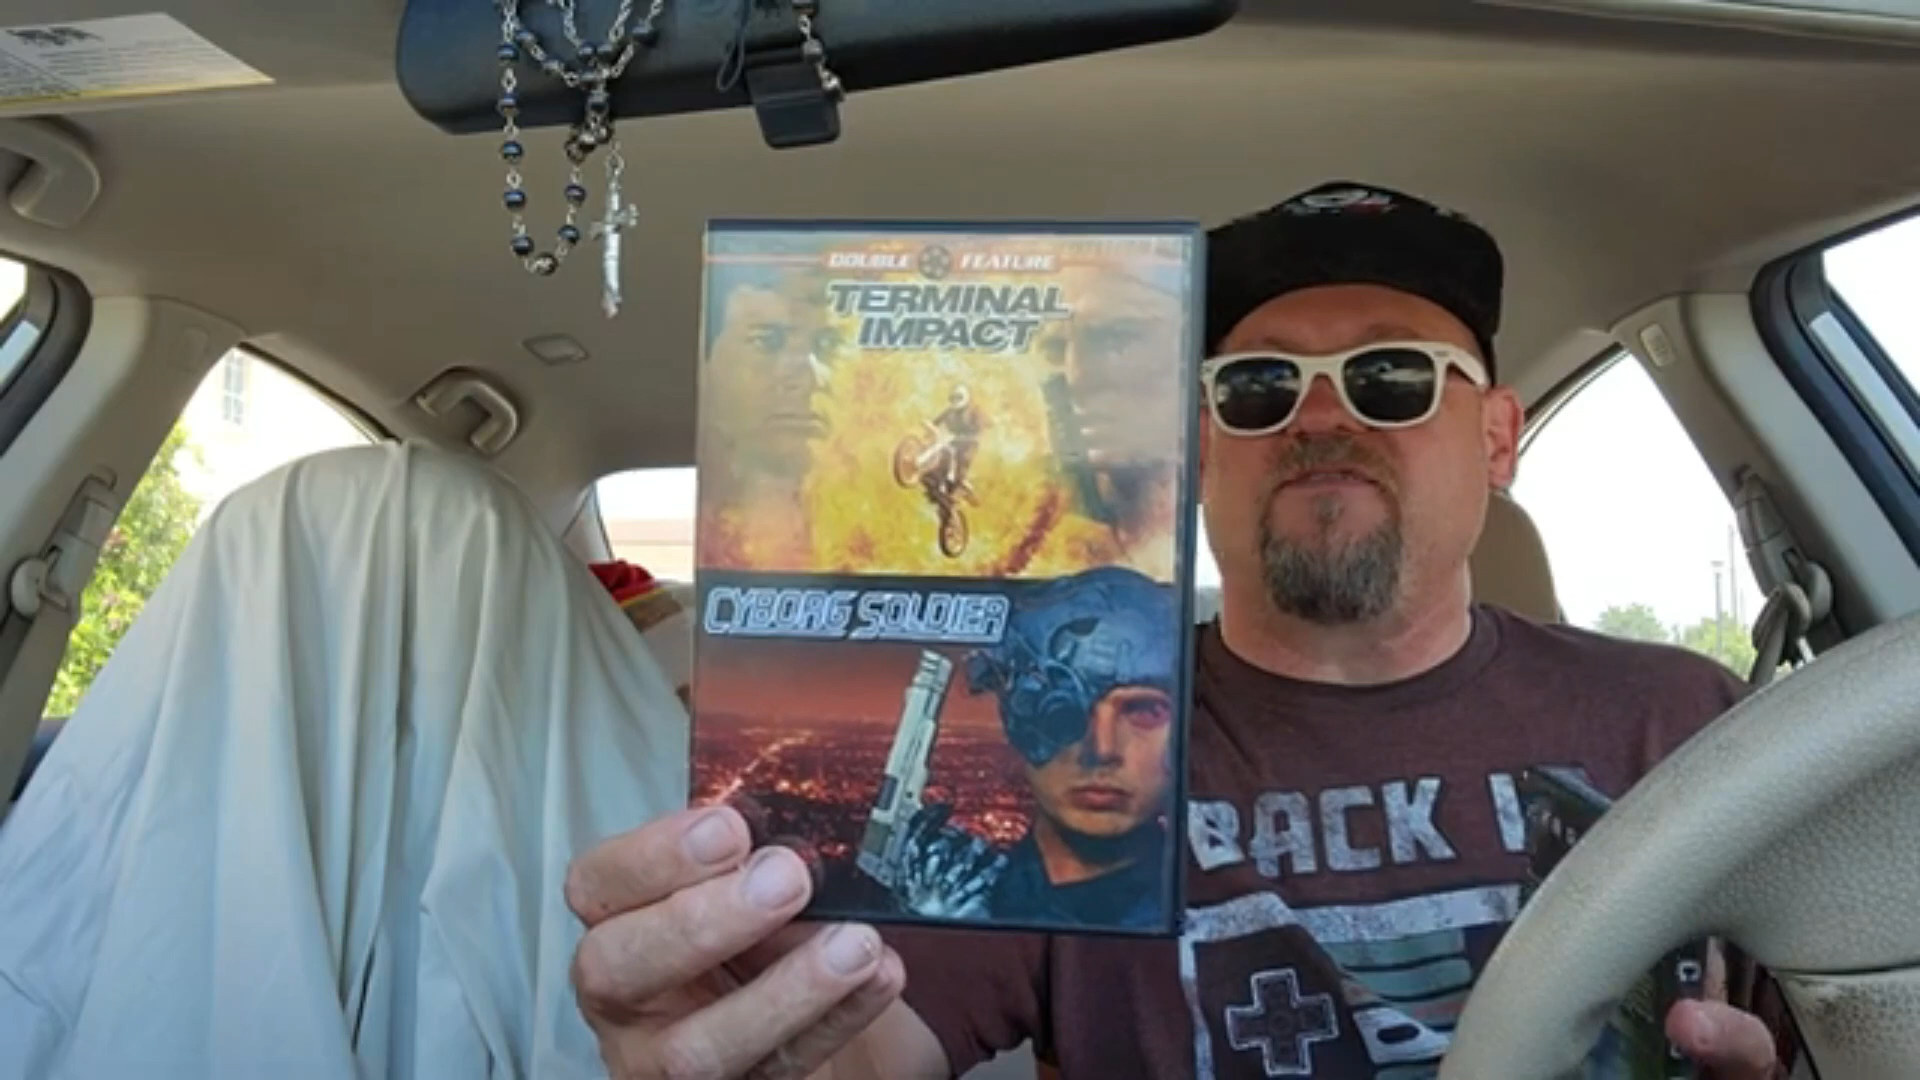 DOUBLE FEATURE
TERMINAL
IMPACT
CYBORG SOLDIER
BACK I